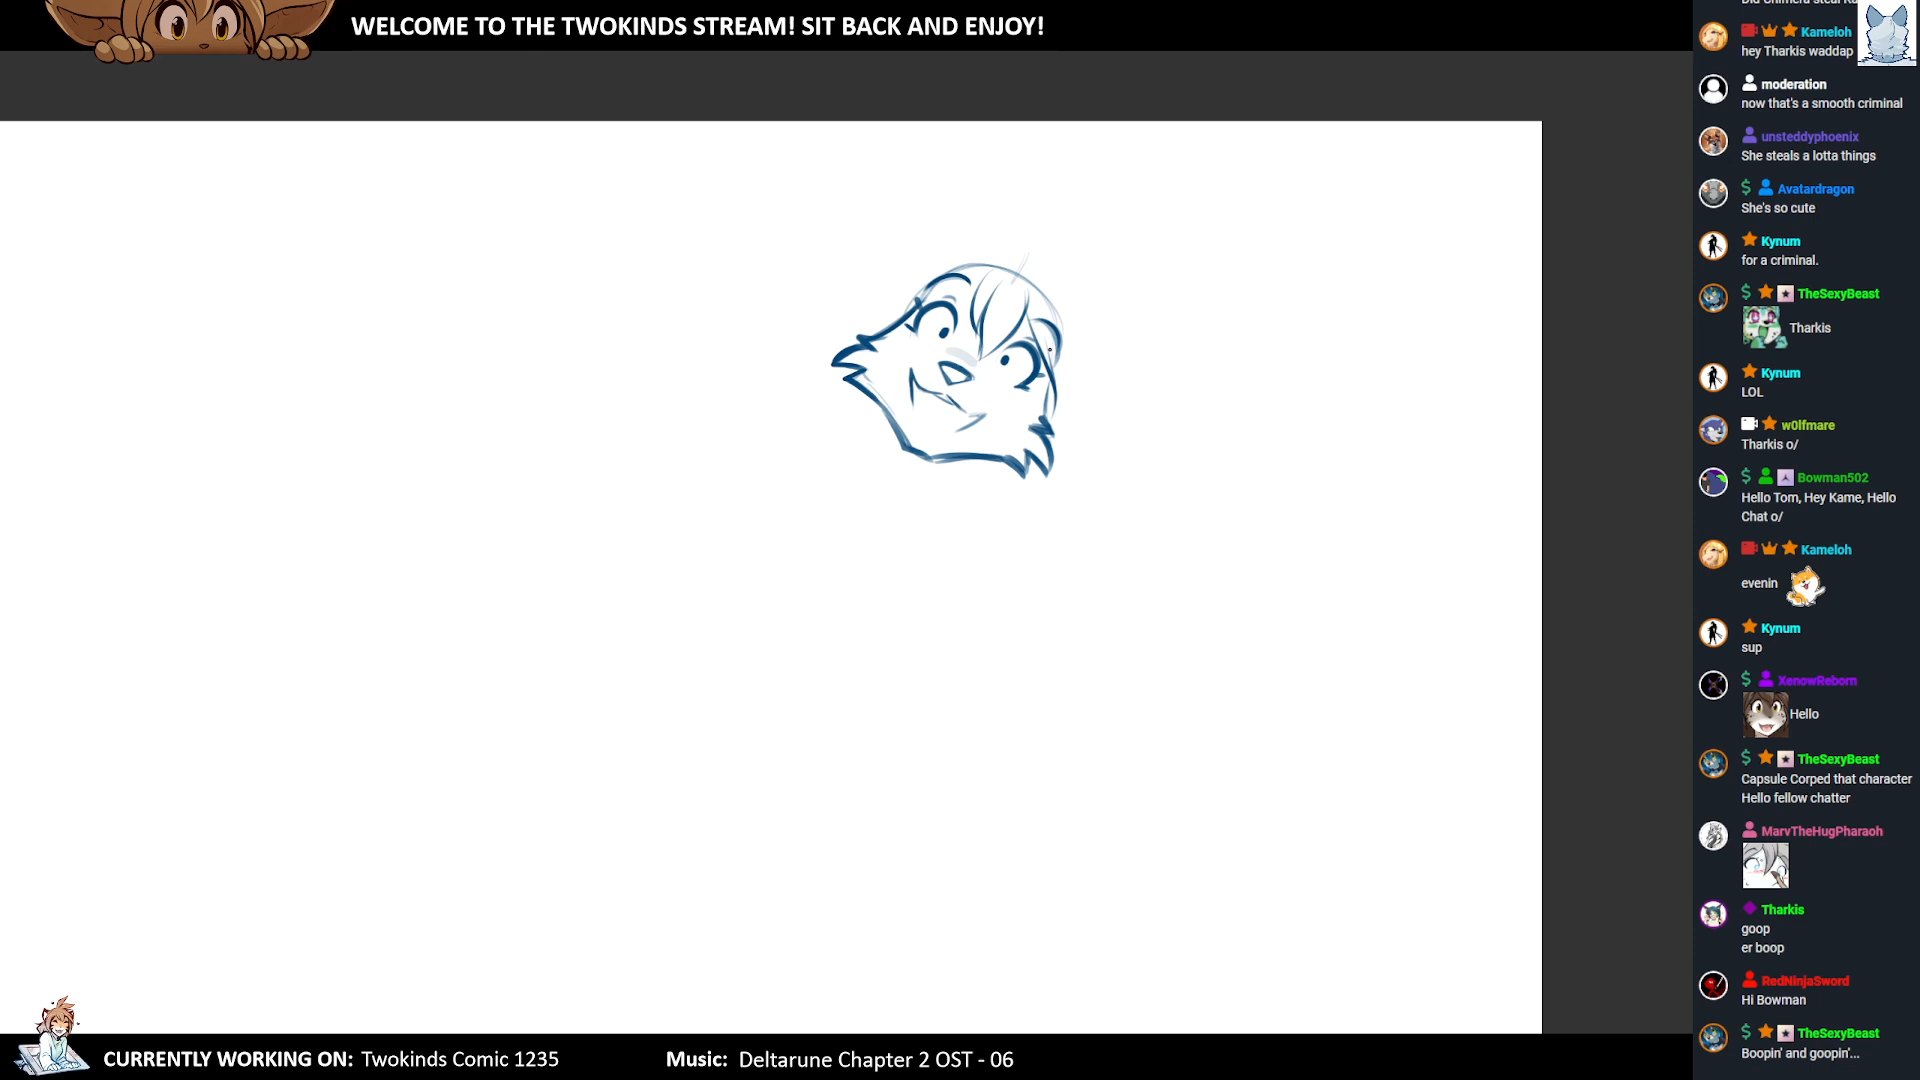 WELCOME TO THE TWOKINDS STREAM! SIT BACK AND ENJOY!
Kameloh
hey Tharkis waddap
moderation
now that's a smooth criminal
unsteddyphoenix
She steals a lotta things
Avatardragon
She's so cute
Kynum
for a criminal.
TheSexyBeast
Tharkis
Kynum
LOL
w0lfmare
Tharkis o/
Bowman502
Hello Tom, Hey Kame, Hello
Chat o/
Kameloh
evenin
Kynum
sup
XenowReborn
Hello
TheSexyBeast
Capsule Corped that character
Hello fellow chatter
MarvTheHugPharaoh
Tharkis
goop
er boop
RedNinjaSword
Hi Bowman
TheSexyBeast
Boopin' and goopin'...
CURRENTLY WORKING ON: Twokinds Comic 1235
Music: Deltarune Chapter 2 OST - 06